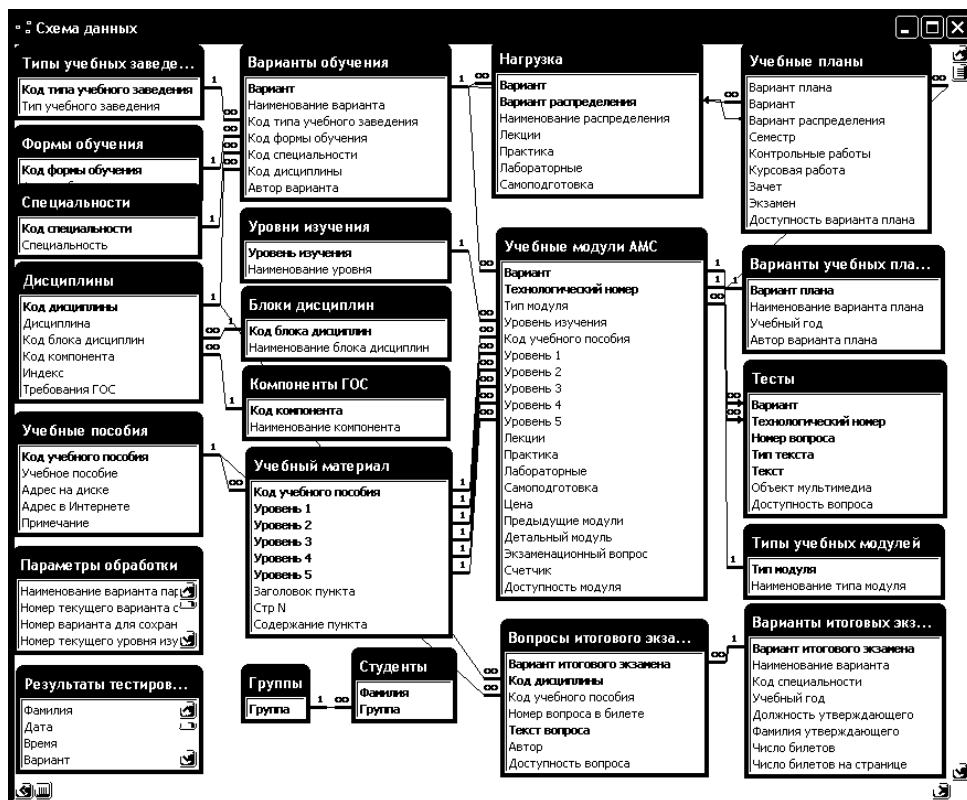 Схема данных
Типы учебных заведе...
Код типа учебного заведения
Тип учебного заведения
Формы обучения
Код формы обучения
Специальности
Код специальности
Специальность
Дисциплины
Код дисциплины
Дисциплина
Код блока дисциплин
Код компонента
Индекс
Требования ГОС
Учебные пособия
Код учебного пособия
Учебное пособие
Адрес на диске
Адрес в Интернете
Примечание
Параметры обработки
Наименование варианта пар
Номер текущего варианта с
Номер варианта для сохран
Номер текущего уровня изу
Результаты тестиров...
Фамилия
Дата
Время
Вариант
Варианты обучения
Вариант
Наименование варианта
Код типа учебного заведения
Код формы обучения
Код специальности
Код дисциплины
Автор варианта
Уровни изучения
Уровень изучения
Наименование уровня
Блоки дисциплин
Код блока дисциплин
Наименование блока дисциплин
Компоненты ГОС
Код компонента
Наименование компонента
Учебный материал
Код учебного пособия
Уровень 1
Уровень 2
Уровень 3
Уровень 4
Уровень 5
Заголовок пункта
Стр N
Содержание пункта
Группы
Группа
Студенты
Фамилия
Группа
Нагрузка
Вариант
Вариант распределения
Наименование распределения
Лекции
Практика
Лабораторные
Самоподготовка
Учебные модули АМС
Вариант
Технологический номер
Тип модуля
Уровень изучения
Код учебного пособия
Уровень 1
Уровень 2
Уровень 3
Уровень 4
Уровень 5
Лекции
Практика
Лабораторные
Самоподготовка
Цена
Предыдущие модули
Детальный модуль
Экзаменационный вопрос
Счетчик
Доступность модуля
Вопросы итогового экза...
Вариант итогового экзамена
Код дисциплины
Код учебного пособия
Номер вопроса в билете
Текст вопроса
Автор
Доступность вопроса
Учебные планы
Вариант плана
Вариант
Вариант распределения
Семестр
Контрольные работы
Курсовая работа
Зачет
Экзамен
Доступность варианта плана
Варианты учебных пла...
Вариант плана
Наименование варианта плана
Учебный год
Автор варианта плана
Тесты
Вариант
Технологический номер
Номер вопроса
Тип текста
Текст
Объект мультимедиа
Доступность вопроса
Типы учебных модулей
Тип модуля
Наименование типа модуля
Варианты итоговых экз...
Вариант итогового экзамена
Наименование варианта
Код специальности
Учебный год
Должность утверждающего
Фамилия утверждающего
Число билетов
Число билетов на странице